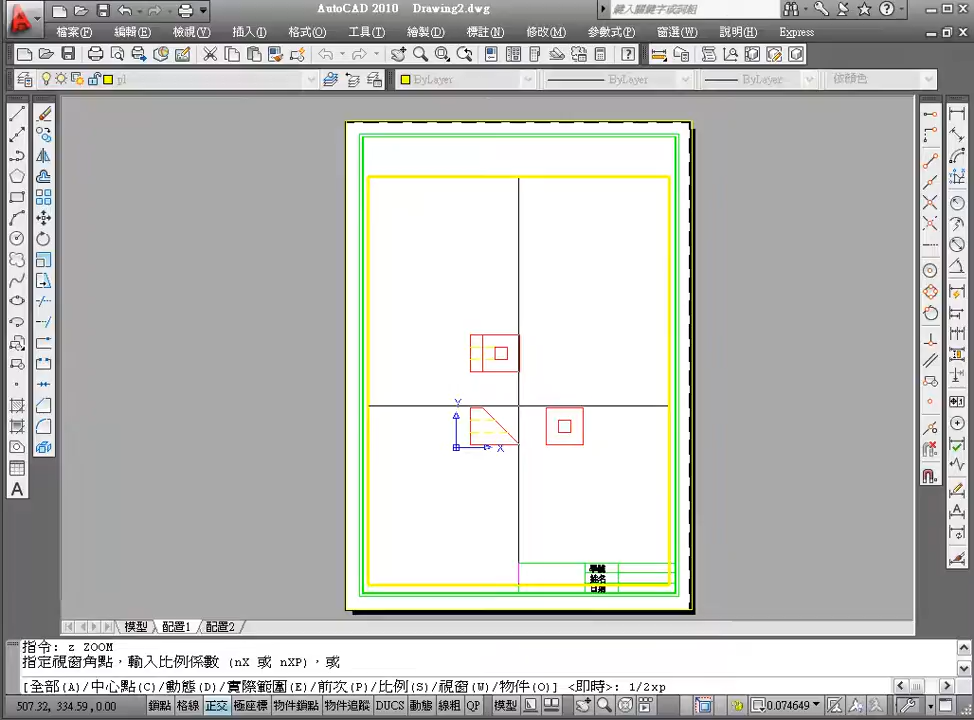 AutoCAD 2010 Drawing2.dwg
鍵入關鍵字或片語
檔案(F) 編輯(E) 檢視(V) 插入(I) 格式(O) 工具(T) 繪製(D) 標註(N) 修改(M) 參數式(P) 視窗(W) 說明(H) Express
pl ByLayer ByLayer ByLayer 依顏色
Y
X
學號
姓名
日期
模型 配置1 配置2
指令: z ZOOM
指定視窗角點，輸入比例係數 (nX 或 nXP)，或
[全部(A)/中心點(C)/動態(D)/實際範圍(E)/前次(P)/比例(S)/視窗(W)/物件(O)] <即時>: 1/2xp
507.32, 334.59, 0.00 鎖點 格線 正交 極座標 物件鎖點 物件追蹤 DUCS 動態 線粗 QP 模型 0.074649